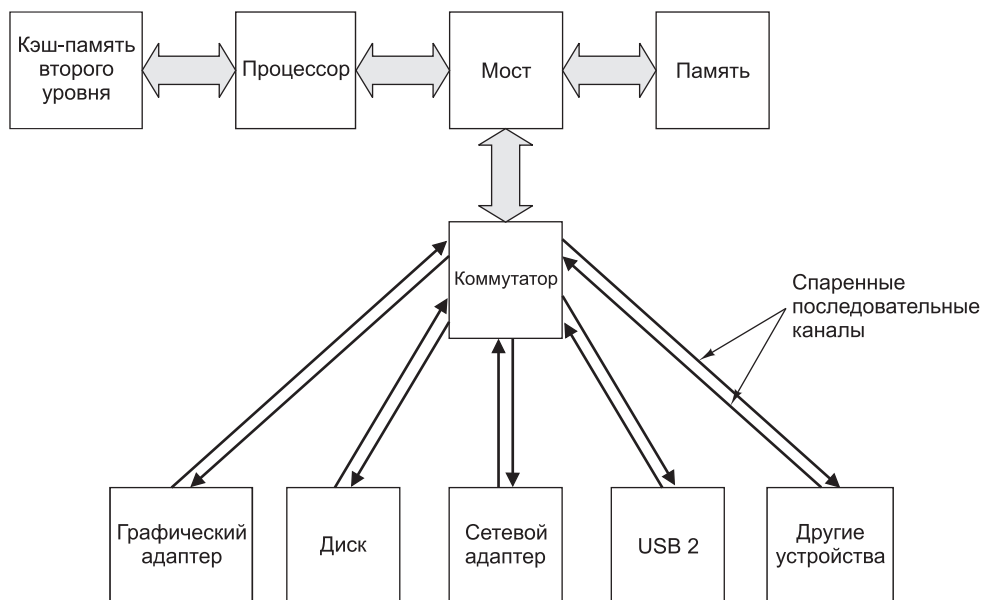 Кэш-память
второго
уровня
Процессор
Мост
Память
Коммутатор
Спаренные
последовательные
каналы
Графический
адаптер
Диск
Сетевой
адаптер
USB 2
Другие
устройства